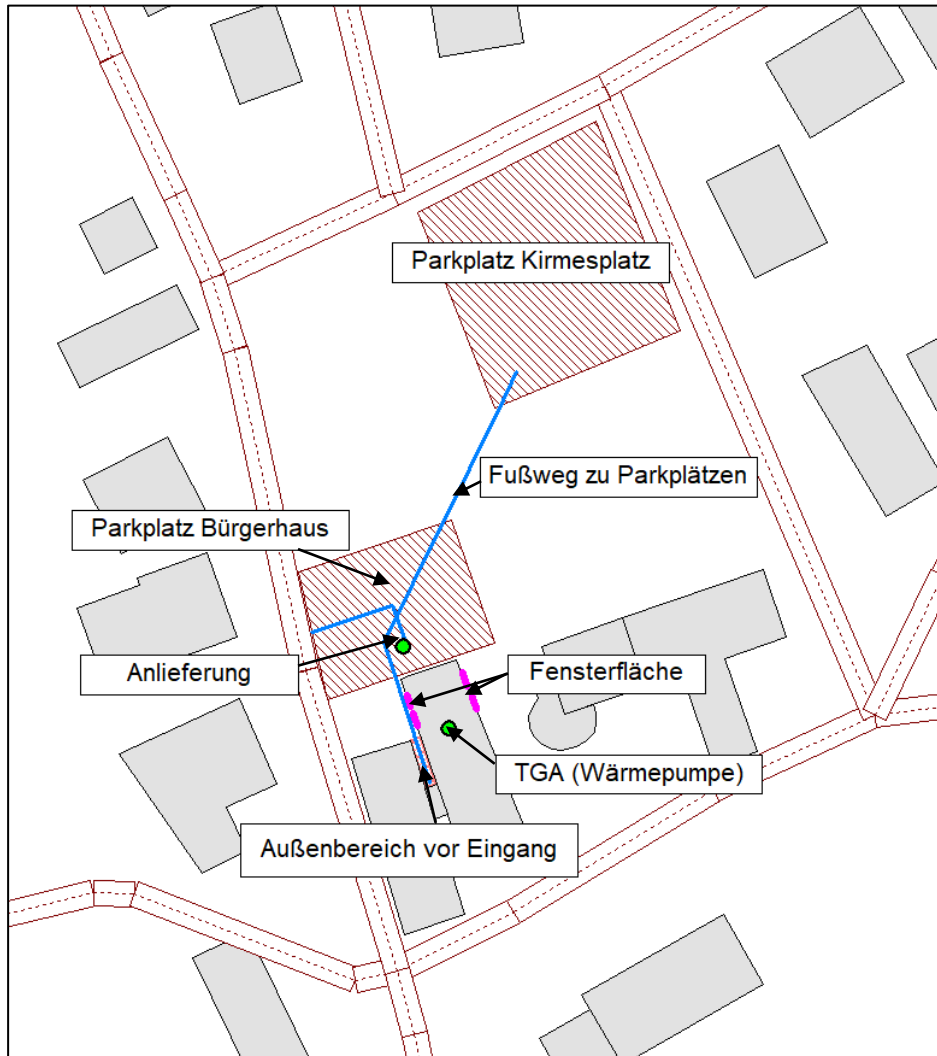 Parkplatz Kirmesplatz
Fußweg zu Parkplätzen
Parkplatz Bürgerhaus
Anlieferung
Fensterfläche
TGA (Wärmepumpe)
Außenbereich vor Eingang